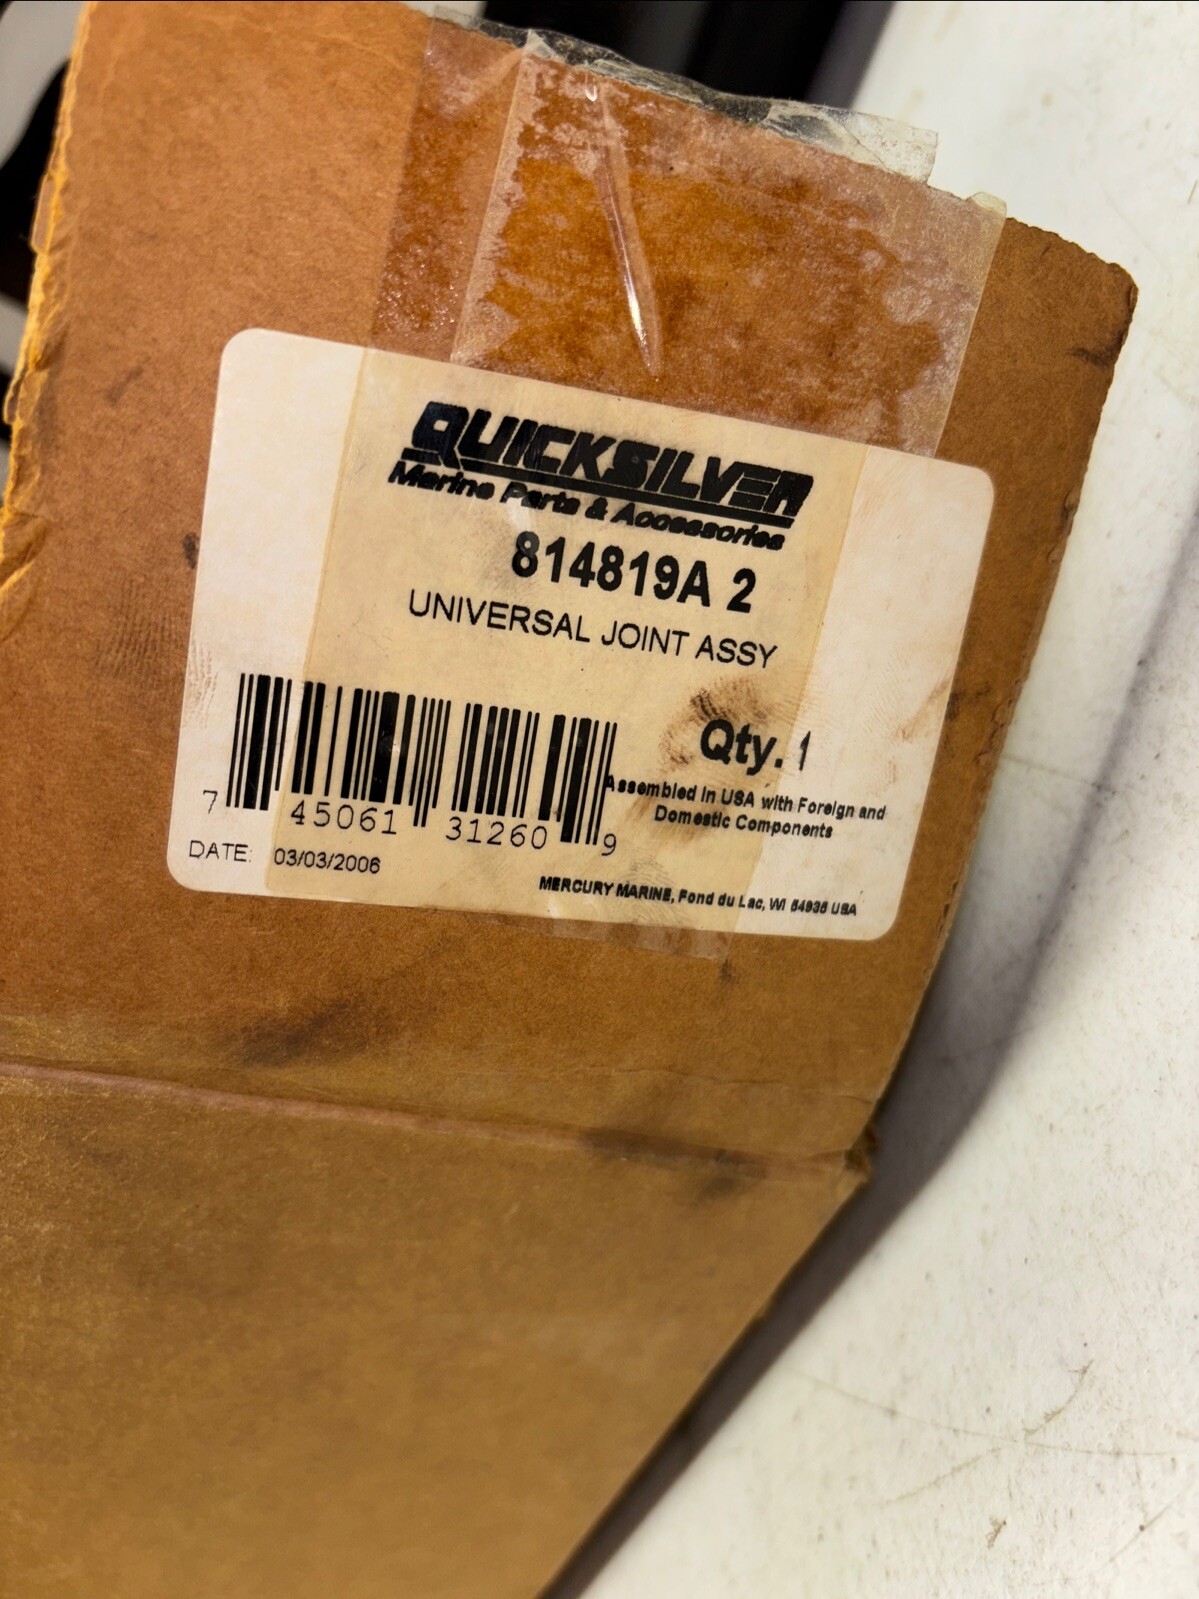 QUICKSILVER
Marine Parts & Accessories
814819A 2
UNIVERSAL JOINT ASSY
Qty. 1
Assembled in USA with Foreign and
Domestic Components
7 45061 31260 9
DATE: 03/03/2006
MERCURY MARINE, Fond du Lac, WI 54936 USA